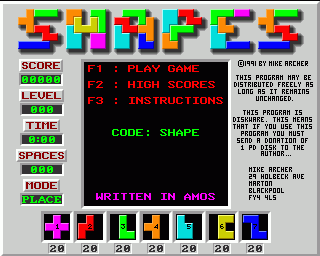 SHAPES
SCORE
00000
LEVEL
000
TIME
0:00
SPACES
000
MODE
PLACE
F1 : PLAY GAME
F2 : HIGH SCORES
F3 : INSTRUCTIONS
CODE: SHAPE
WRITTEN IN AMOS
©1991 BY MIKE ARCHER
THIS PROGRAM MAY BE
DISTRIBUTED FREELY AS
LONG AS IT REMAINS
UNCHANGED.
THIS PROGRAM IS
DISKWARE. THIS MEANS
THAT IF YOU USE THIS
PROGRAM YOU MUST
SEND A DONATION OF
1 PD DISK TO THE
AUTHOR...
MIKE ARCHER
29 HOLBECK AVE
MARTON
BLACKPOOL
FY4 4LS
1 2 3 4 5 6 7
20 20 20 20 20 20 20